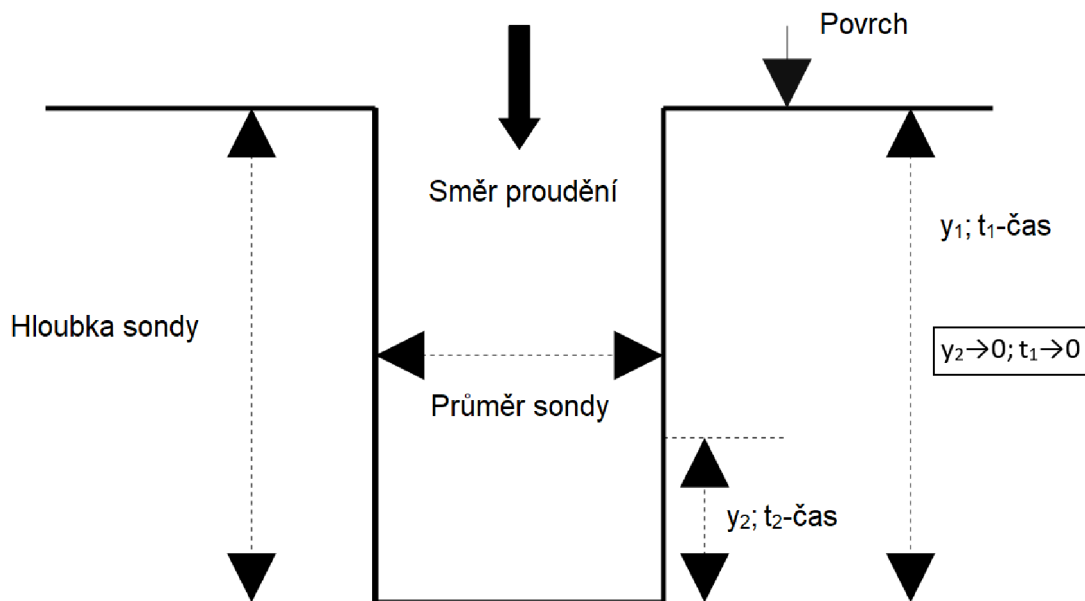 Povrch
Směr proudění
y₁; t₁-čas
Hloubka sondy
y₂→0; t₁→0
Průměr sondy
y₂; t₂-čas